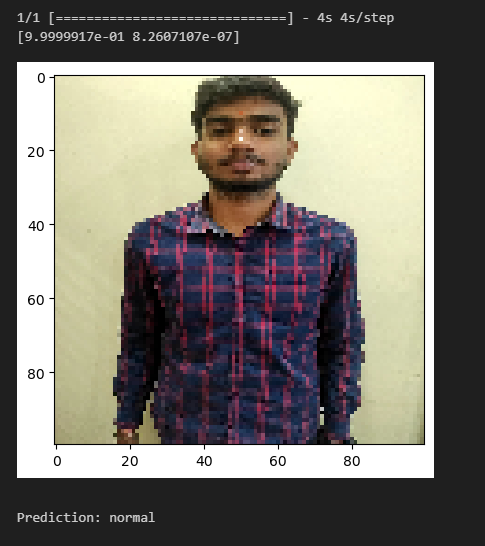 1/1 [==============================] - 4s 4s/step
[9.9999917e-01 8.2607107e-07]
0
20
40
60
80
0 20 40 60 80
Prediction: normal